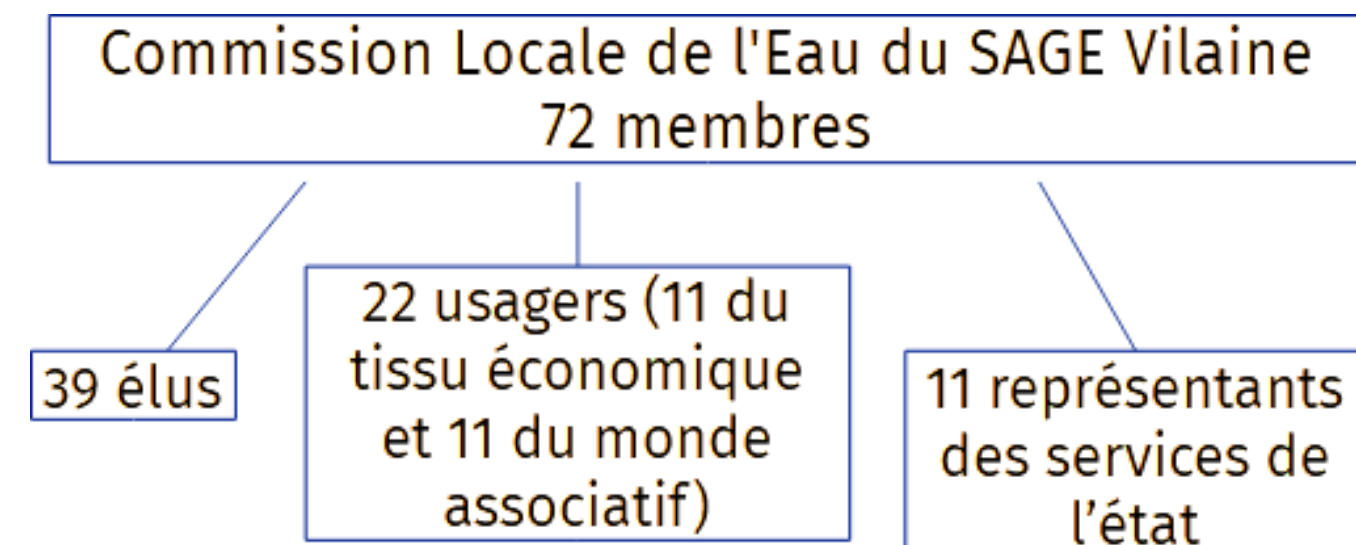 Commission Locale de l'Eau du SAGE Vilaine
72 membres
39 élus
22 usagers (11 du
tissu économique
et 11 du monde
associatif)
11 représentants
des services de
l’état